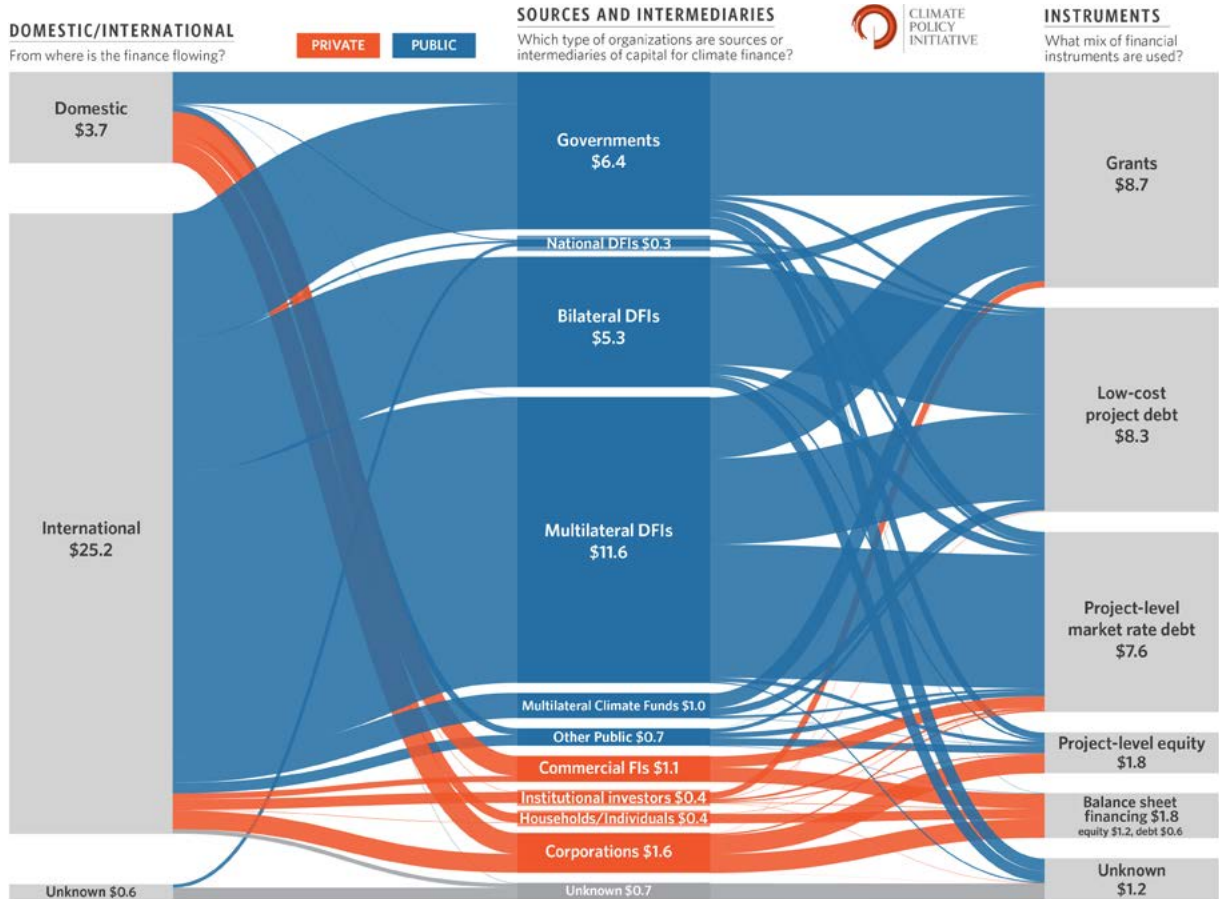 DOMESTIC/INTERNATIONAL
From where is the finance flowing?
PRIVATE
PUBLIC
SOURCES AND INTERMEDIARIES
Which type of organizations are sources or
intermediaries of capital for climate finance?
CLIMATE
POLICY
INITIATIVE
INSTRUMENTS
What mix of financial
instruments are used?
Domestic
$3.7
International
$25.2
Unknown $0.6
Governments
$6.4
National DFIs $0.3
Bilateral DFIs
$5.3
Multilateral DFIs
$11.6
Multilateral Climate Funds $1.0
Other Public $0.7
Commercial FIs $1.1
Institutional investors $0.4
Households/Individuals $0.4
Corporations $1.6
Unknown $0.7
Grants
$8.7
Low-cost
project debt
$8.3
Project-level
market rate debt
$7.6
Project-level equity
$1.8
Balance sheet
financing $1.8
equity $1.2, debt $0.6
Unknown
$1.2